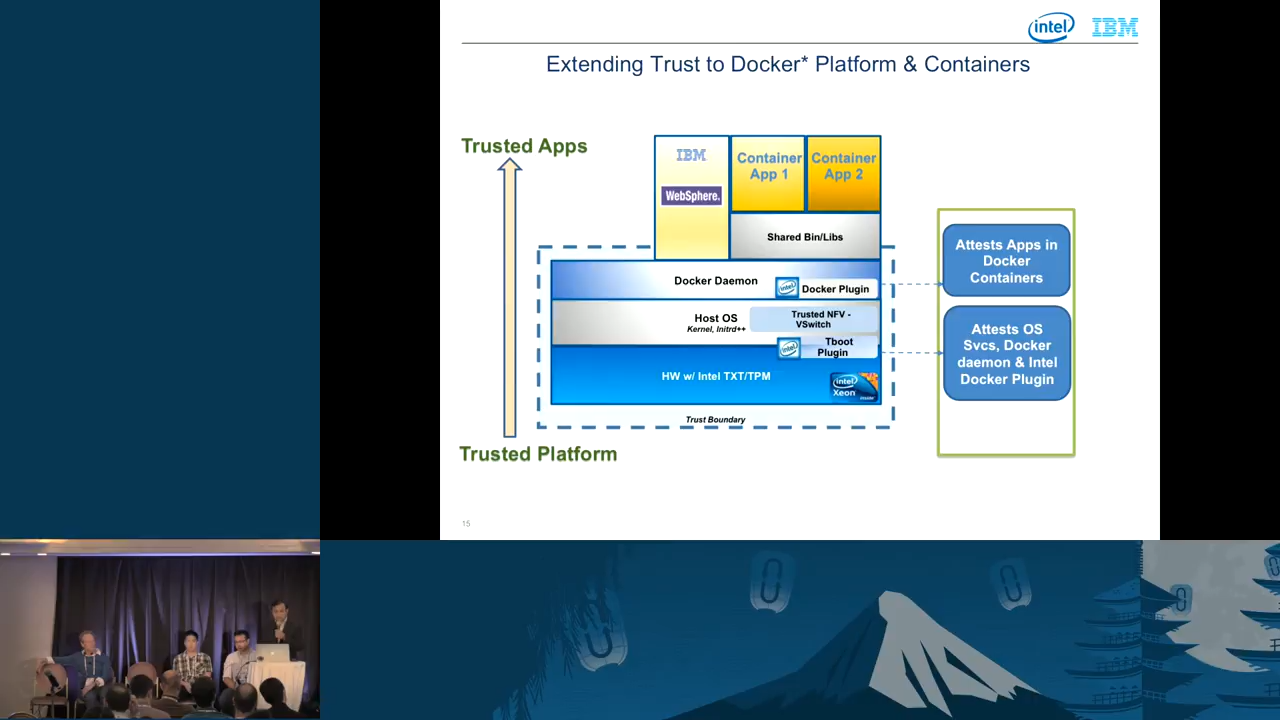 intel IBM
Extending Trust to Docker* Platform & Containers
Trusted Apps
IBM
WebSphere.
Container
App 1
Container
App 2
Shared Bin/Libs
Docker Daemon
intel
Docker Plugin
Host OS
Kernel, Initrd++
Trusted NFV -
VSwitch
intel
Tboot
Plugin
HW w/ Intel TXT/TPM
intel
Xeon
inside
Trust Boundary
Trusted Platform
Attests Apps in
Docker
Containers
Attests OS
Svcs, Docker
daemon & Intel
Docker Plugin
15